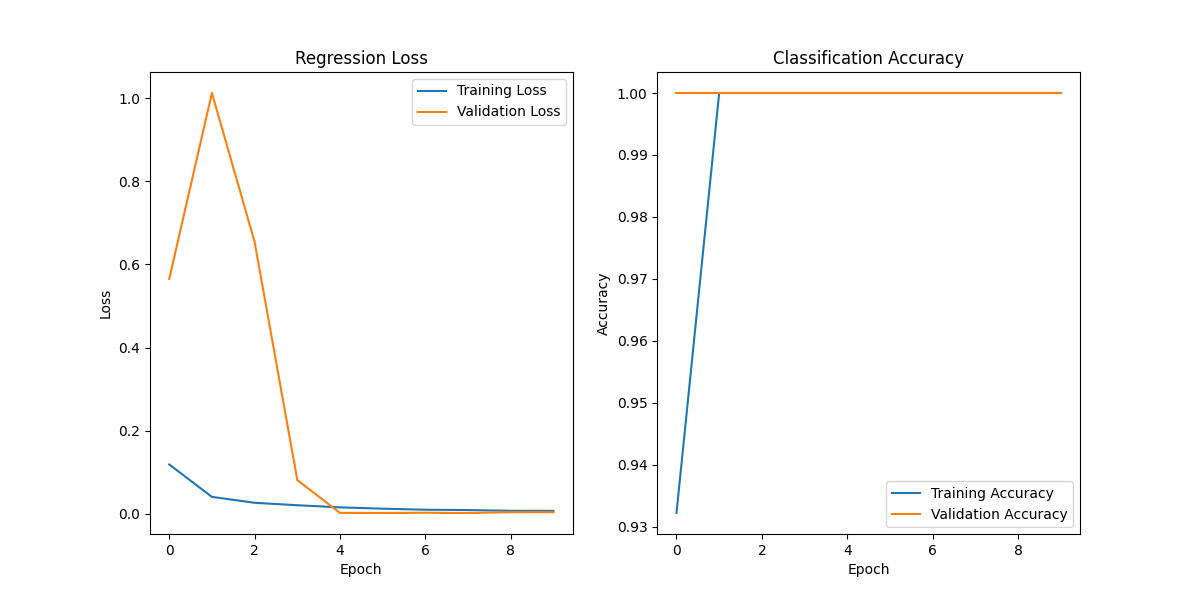 Regression Loss
Training Loss
Validation Loss
1.0
0.8
0.6
0.4
0.2
0.0
Loss
0 2 4 6 8
Epoch
Classification Accuracy
1.00
0.99
0.98
0.97
0.96
0.95
0.94
0.93
Accuracy
Training Accuracy
Validation Accuracy
0 2 4 6 8
Epoch